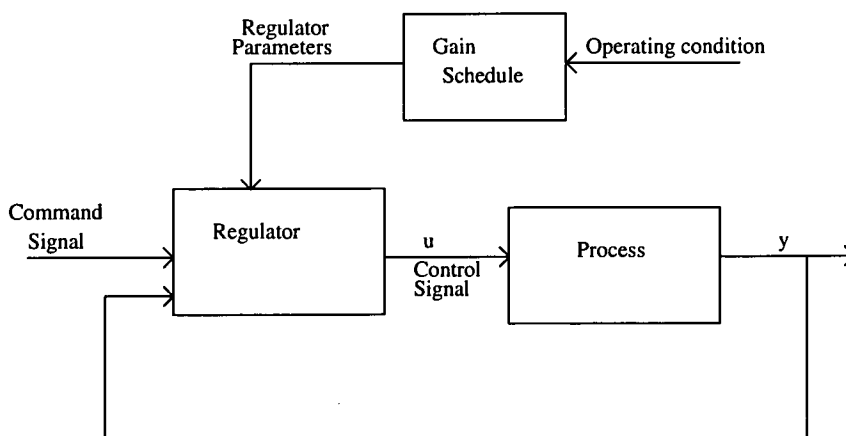 Regulator
Parameters
Gain
Schedule
Operating condition
Command
Signal
Regulator
u
Control
Signal
Process
y